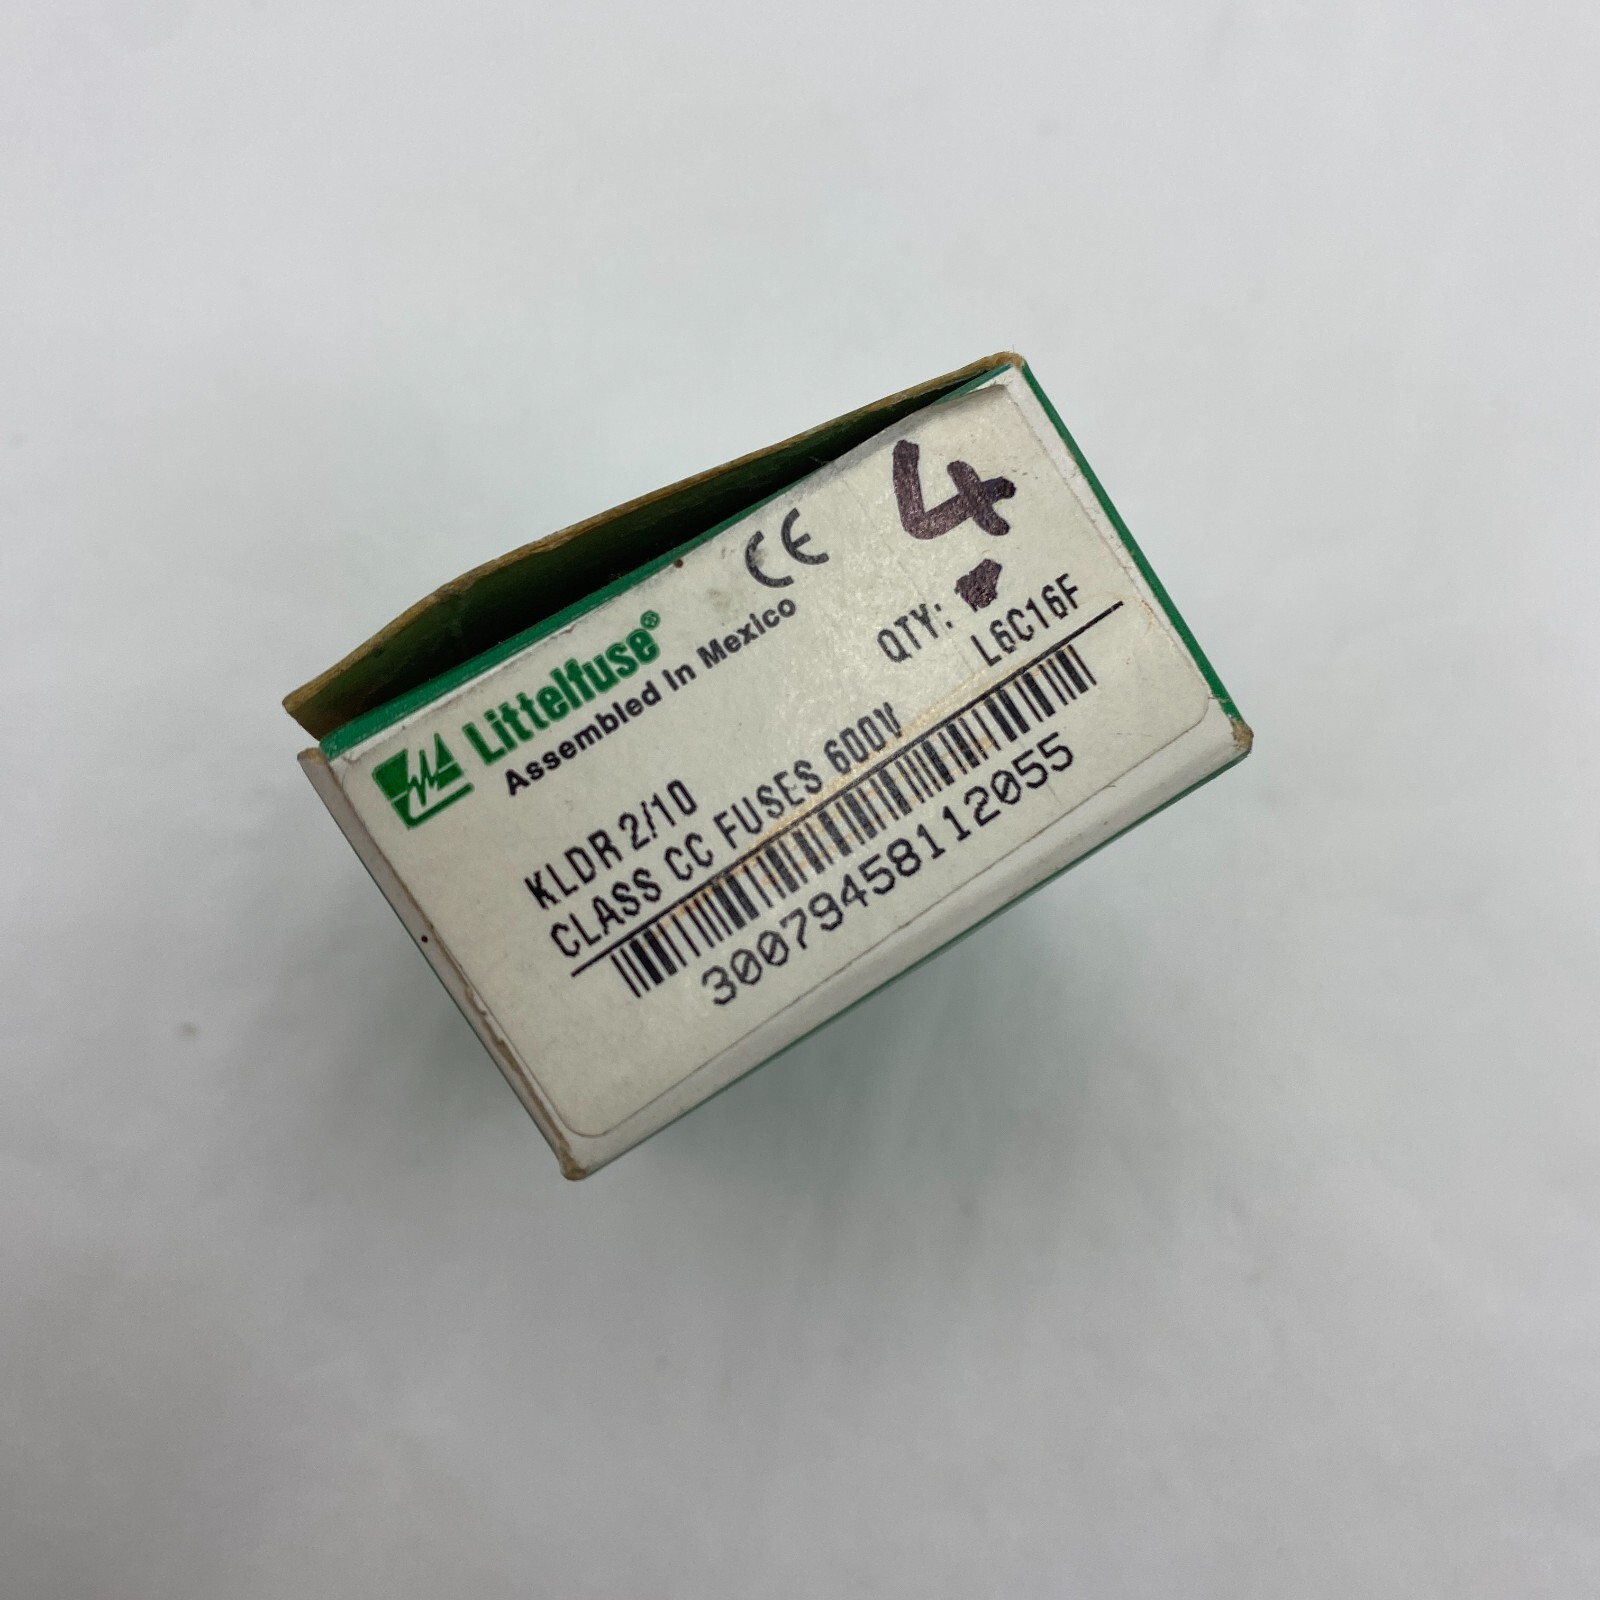 Littelfuse®
Assembled In Mexico
CE
4
QTY:
L6C16F
KLDR 2/10
CLASS CC FUSES 600V
30079458112055